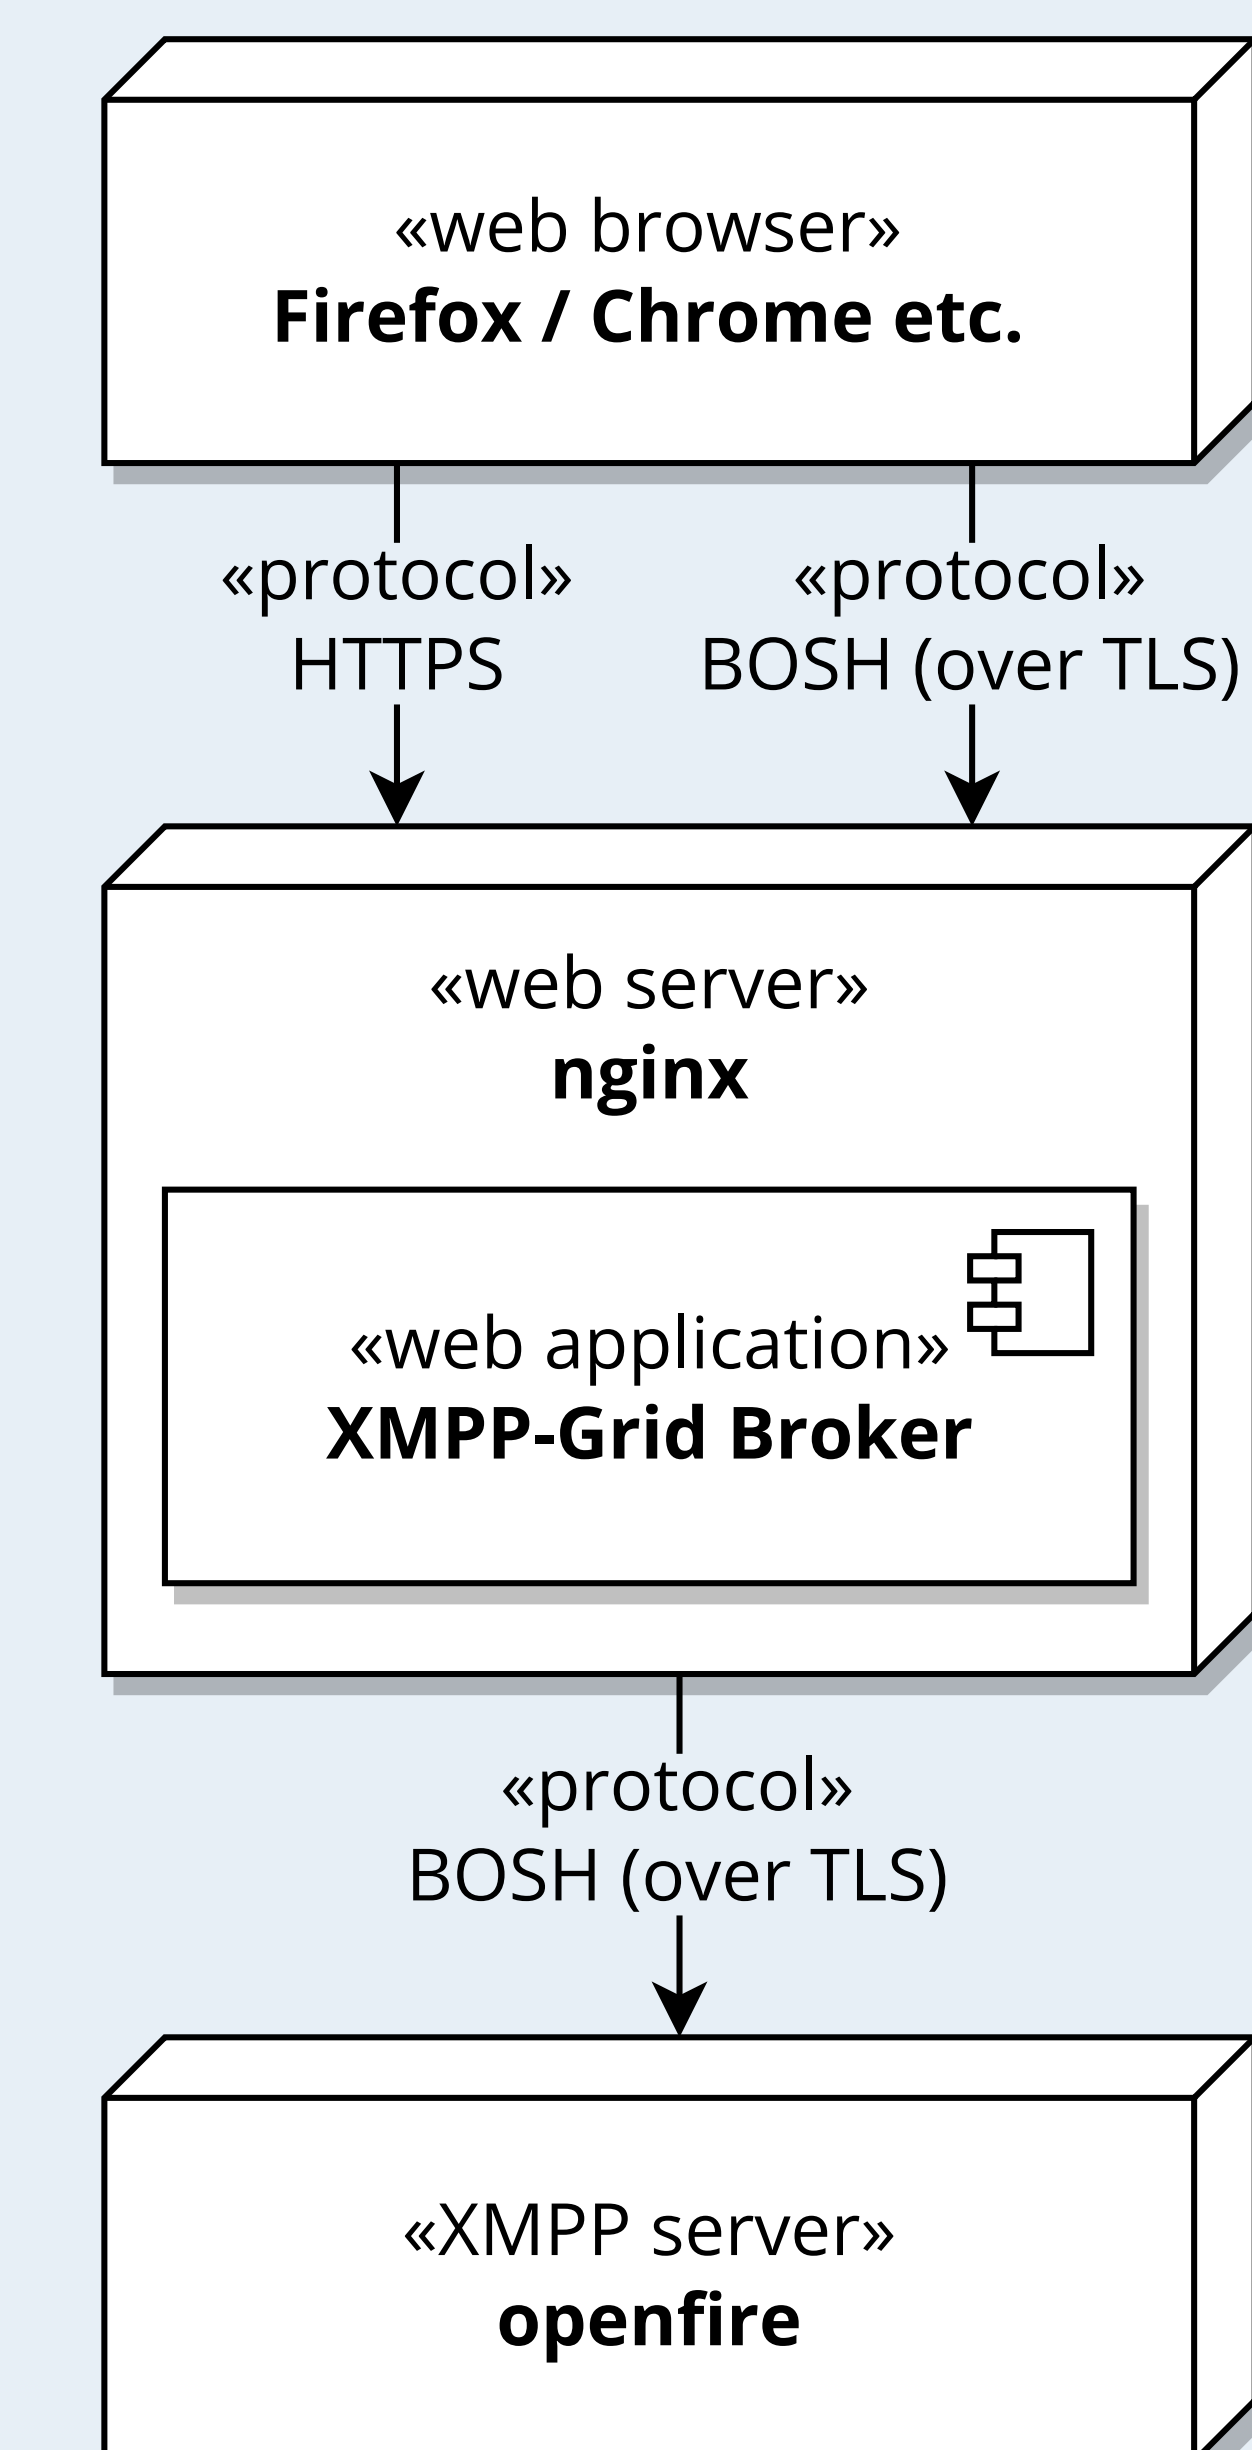 «web browser»
Firefox / Chrome etc.
«protocol»
HTTPS
«protocol»
BOSH (over TLS)
«web server»
nginx
«web application»
XMPP-Grid Broker
«protocol»
BOSH (over TLS)
«XMPP server»
openfire